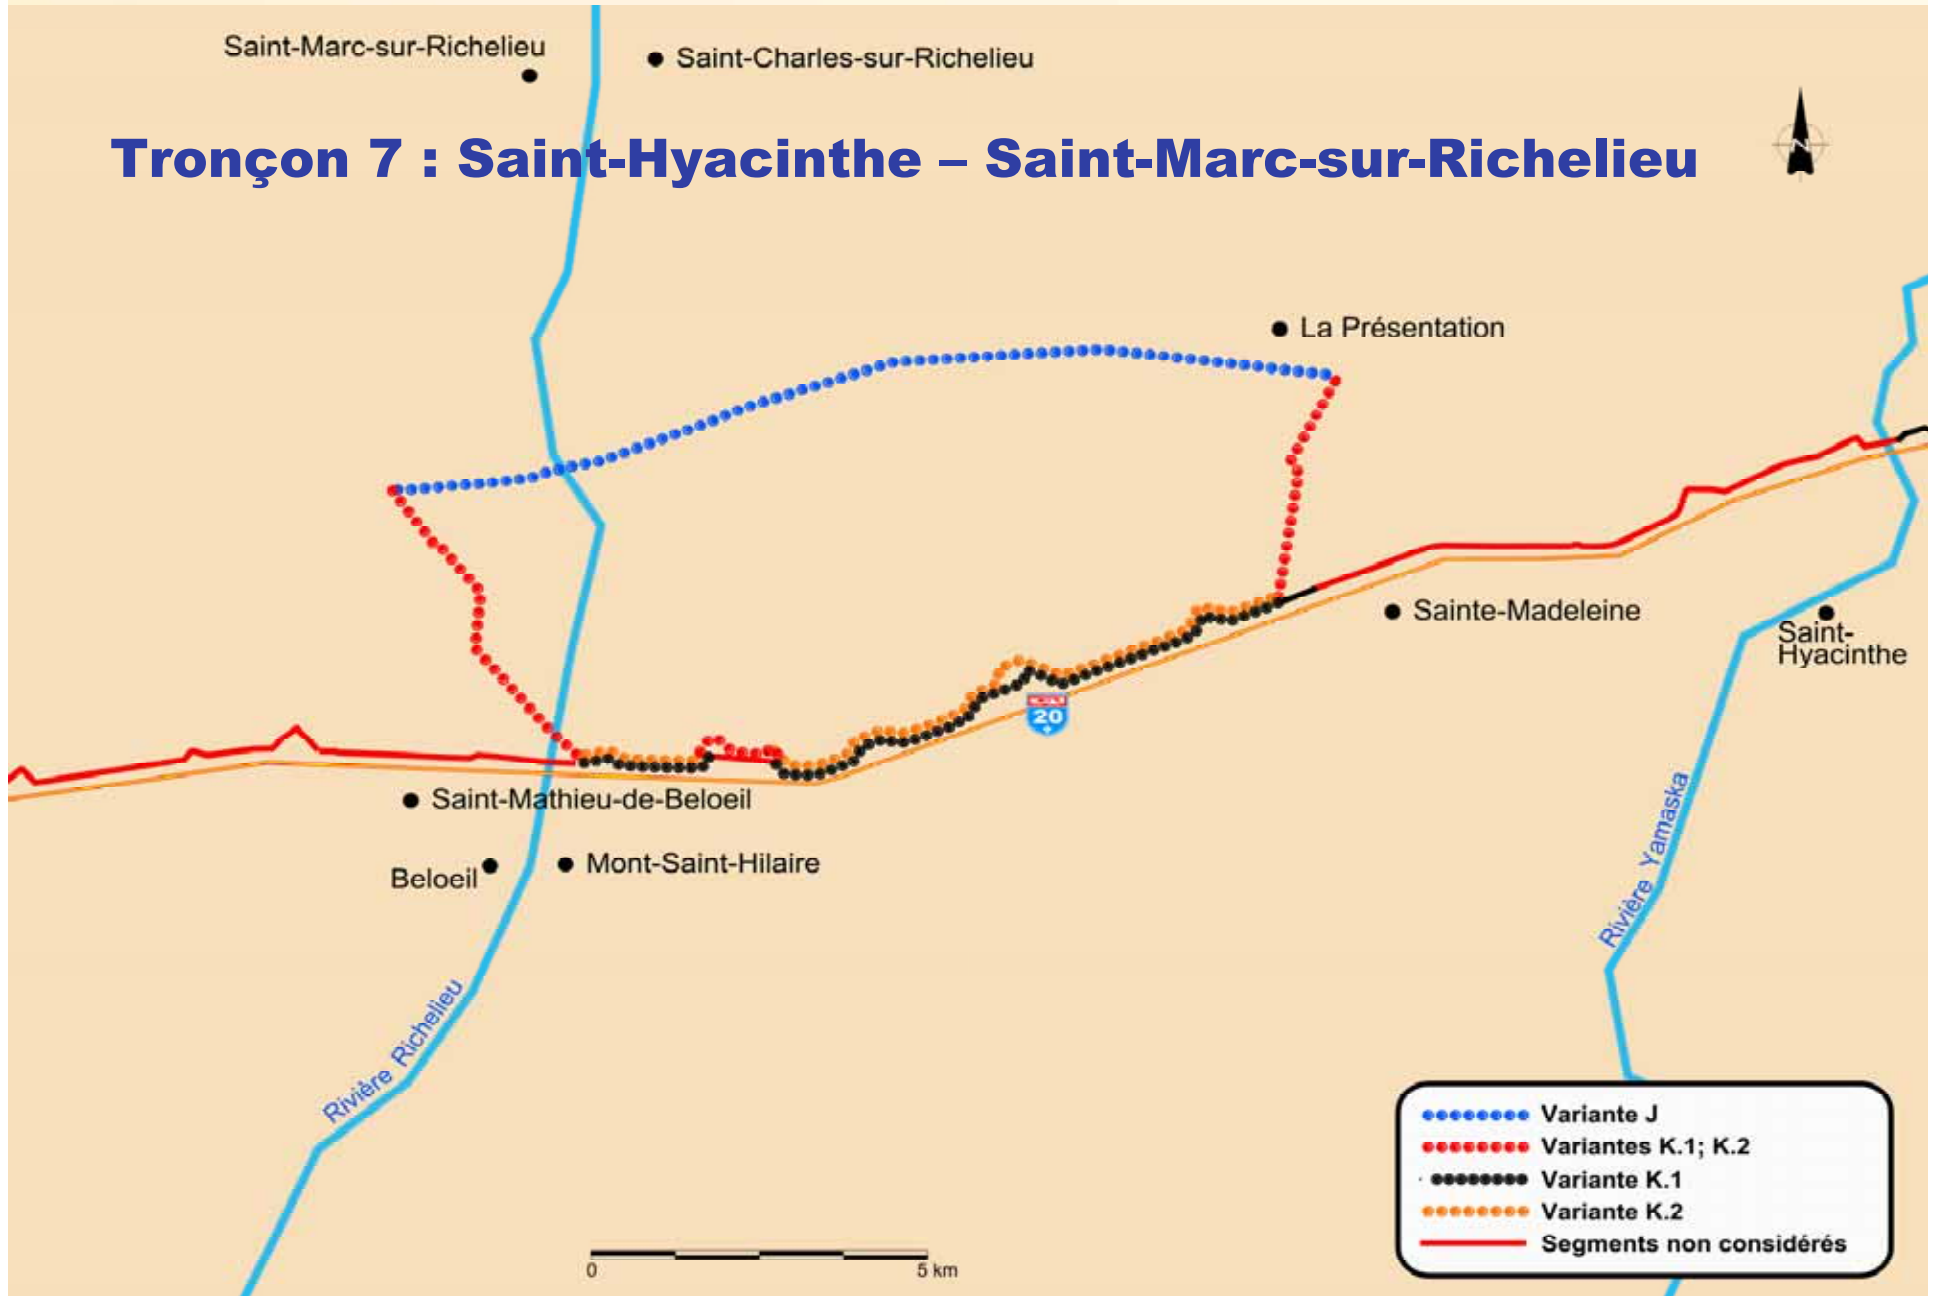 Saint-Marc-sur-Richelieu
Saint-Charles-sur-Richelieu
Tronçon 7 : Saint-Hyacinthe – Saint-Marc-sur-Richelieu
N
La Présentation
Sainte-Madeleine
Saint-
Hyacinthe
20
Saint-Mathieu-de-Beloeil
Beloeil
Mont-Saint-Hilaire
Rivière Yamaska
Rivière Richelieu
Variante J
Variantes K.1; K.2
Variante K.1
Variante K.2
Segments non considérés
0 5 km